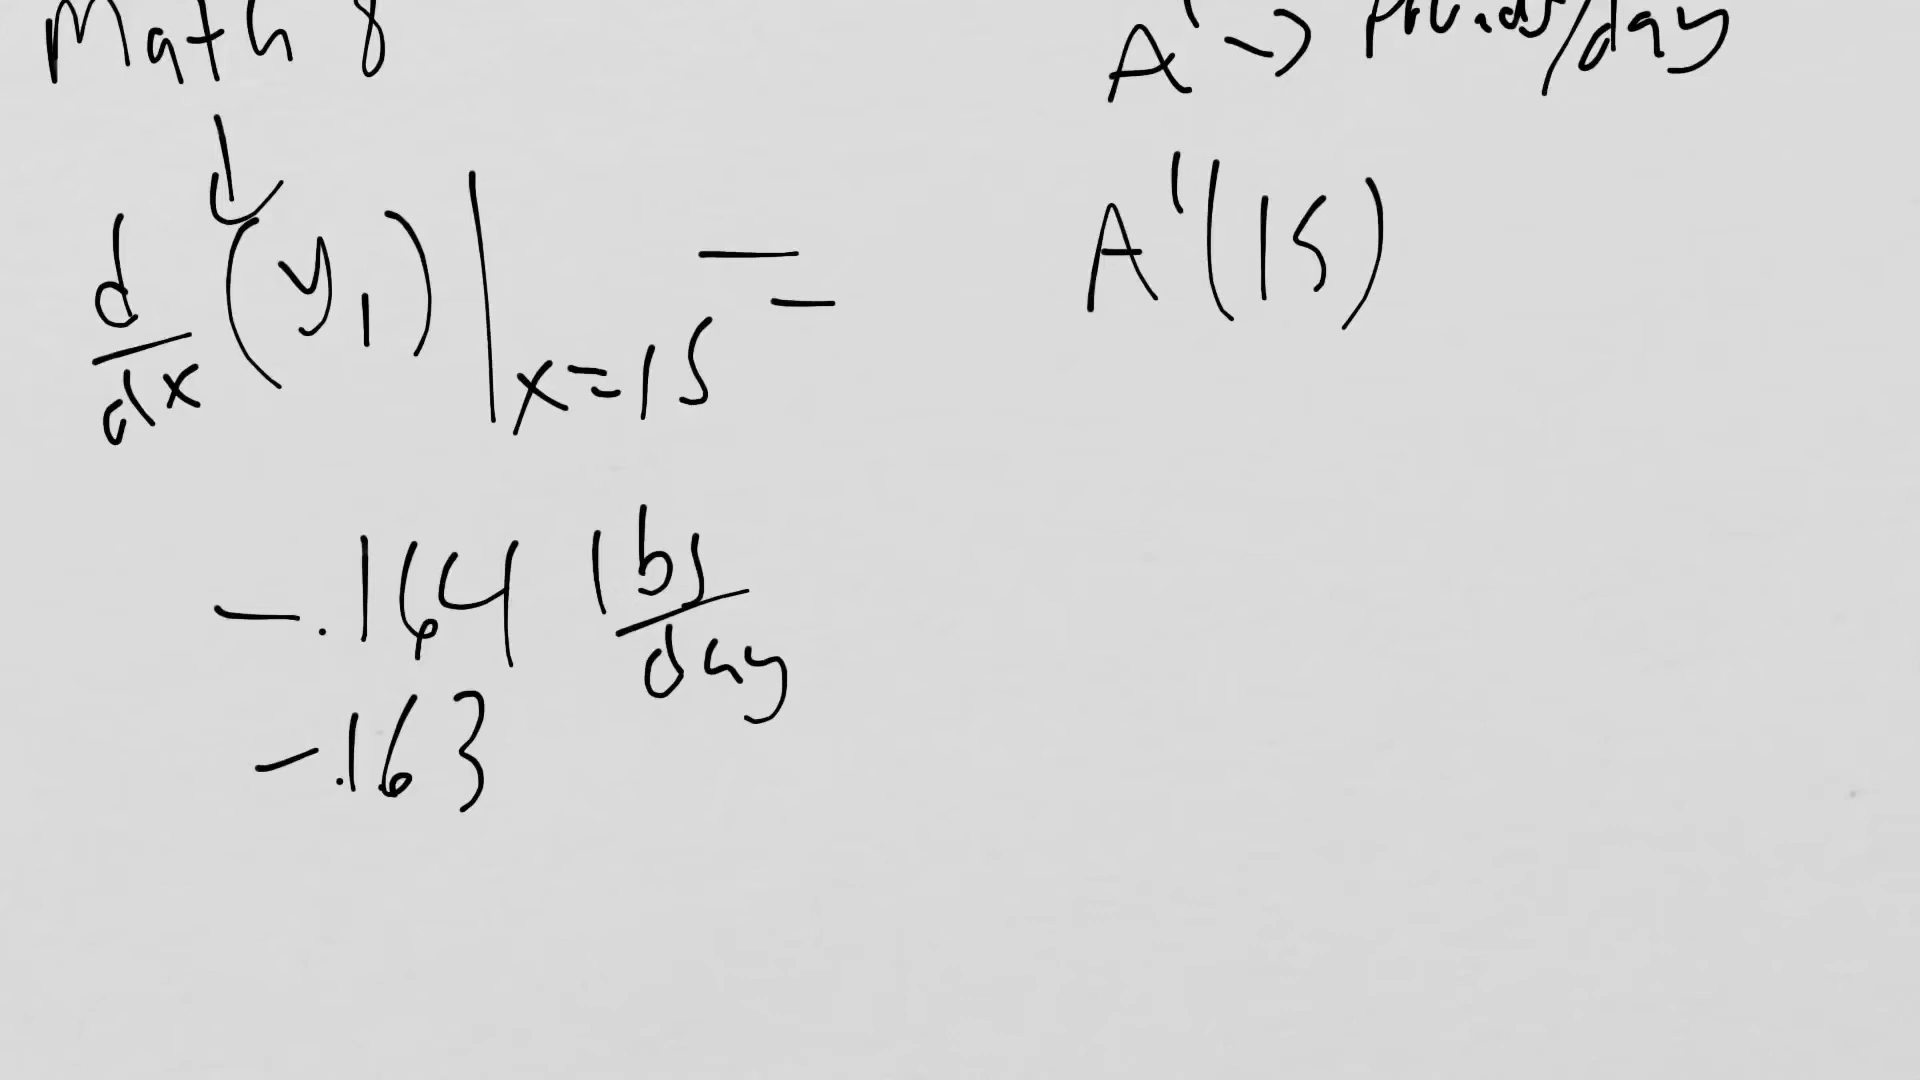 Math 8
d/dx (y₁) | x=15 =
-.164 lbs/day
-.163
A' → pounds/day
A'(15)